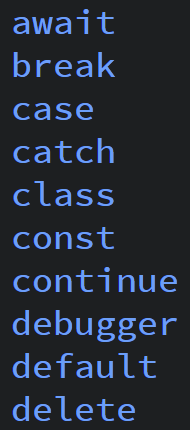 await
break
case
catch
class
const
continue
debugger
default
delete